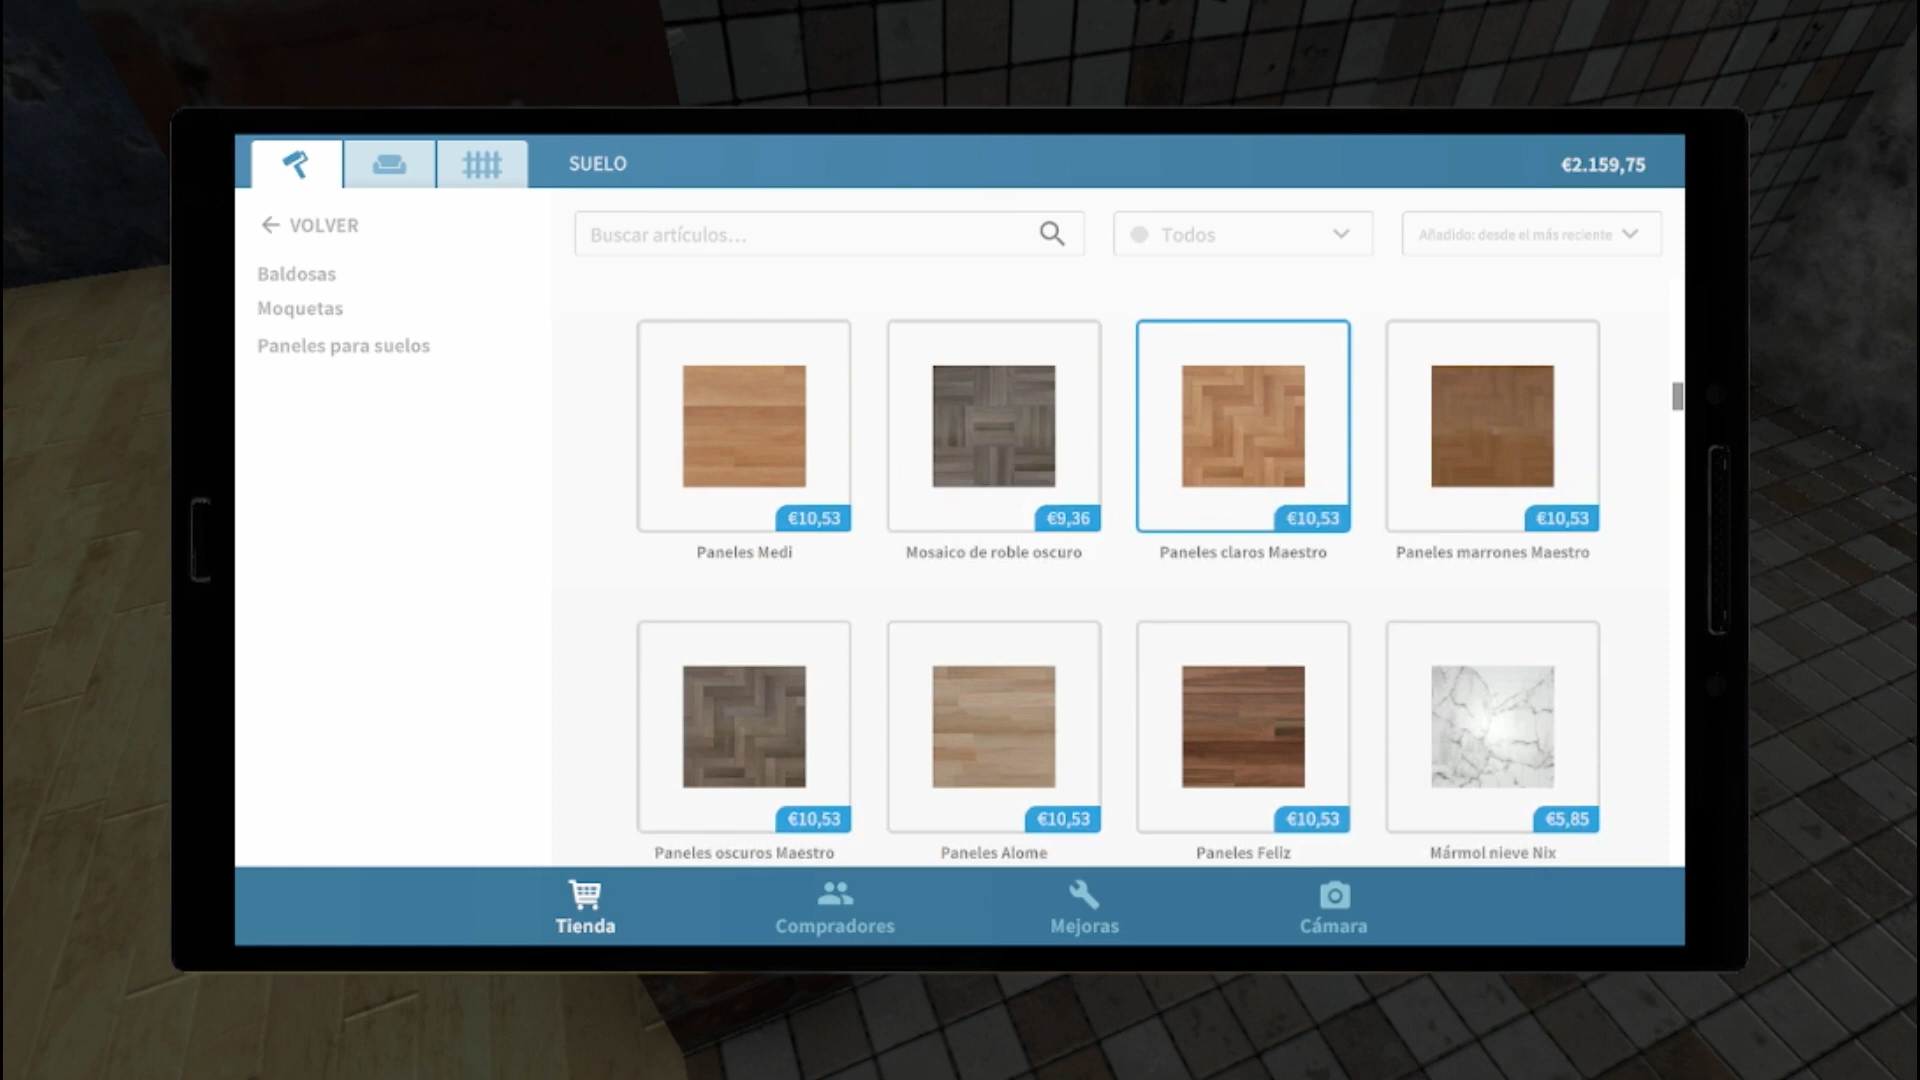 SUELO
€2.159,75
VOLVER
Baldosas
Moquetas
Paneles para suelos
Buscar artículos...
Todos
Añadido: desde el más reciente
€10,53
€9,36
€10,53
€10,53
Paneles Medi
Mosaico de roble oscuro
Paneles claros Maestro
Paneles marrones Maestro
€10,53
€10,53
€10,53
€5,85
Paneles oscuros Maestro
Paneles Alome
Paneles Feliz
Mármol nieve Nix
Tienda
Compradores
Mejoras
Cámara